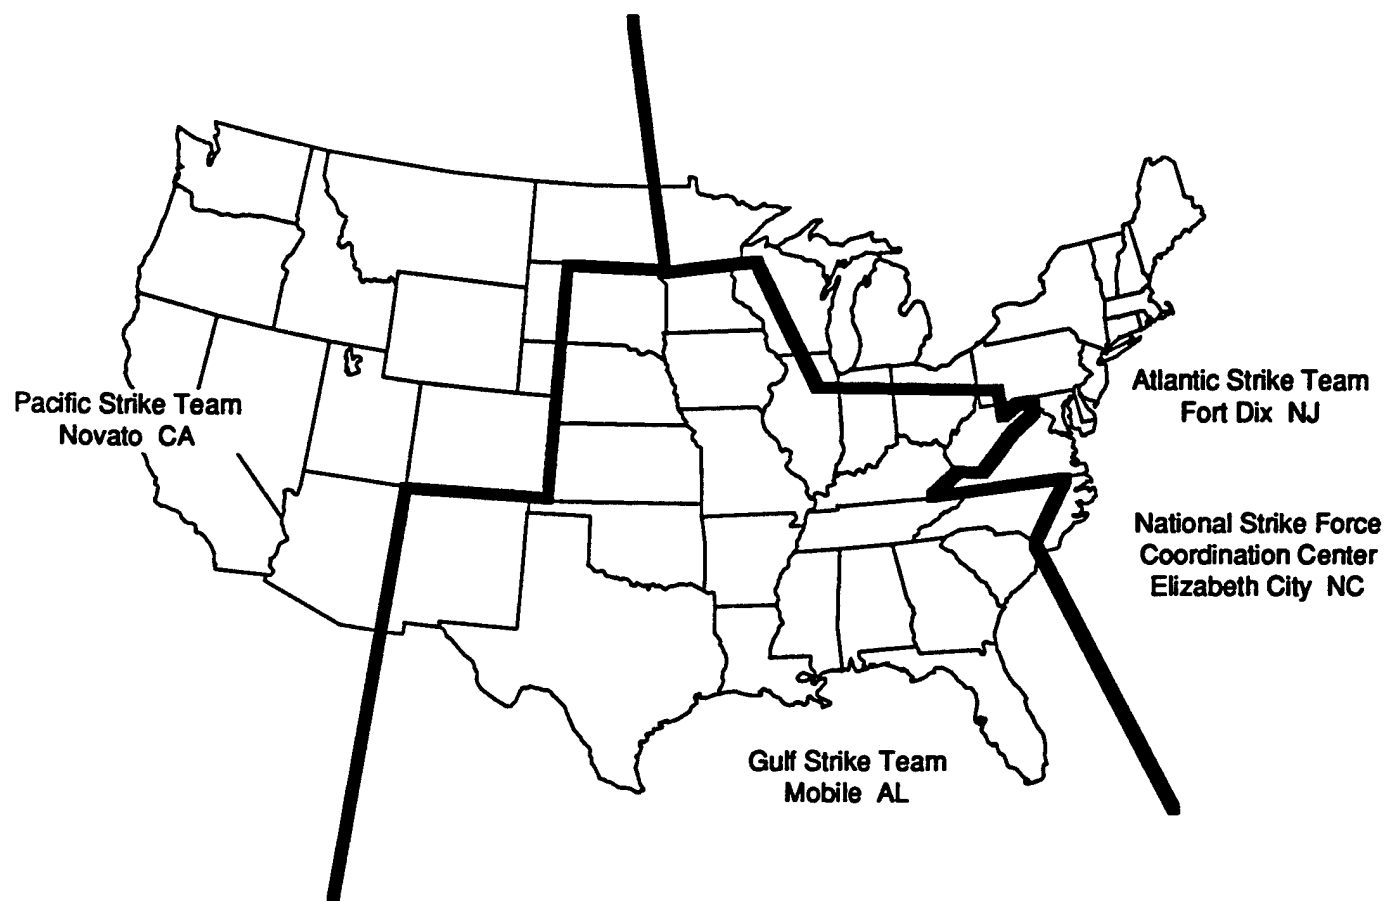 Pacific Strike Team
Novato CA
Atlantic Strike Team
Fort Dix NJ
National Strike Force
Coordination Center
Elizabeth City NC
Gulf Strike Team
Mobile AL